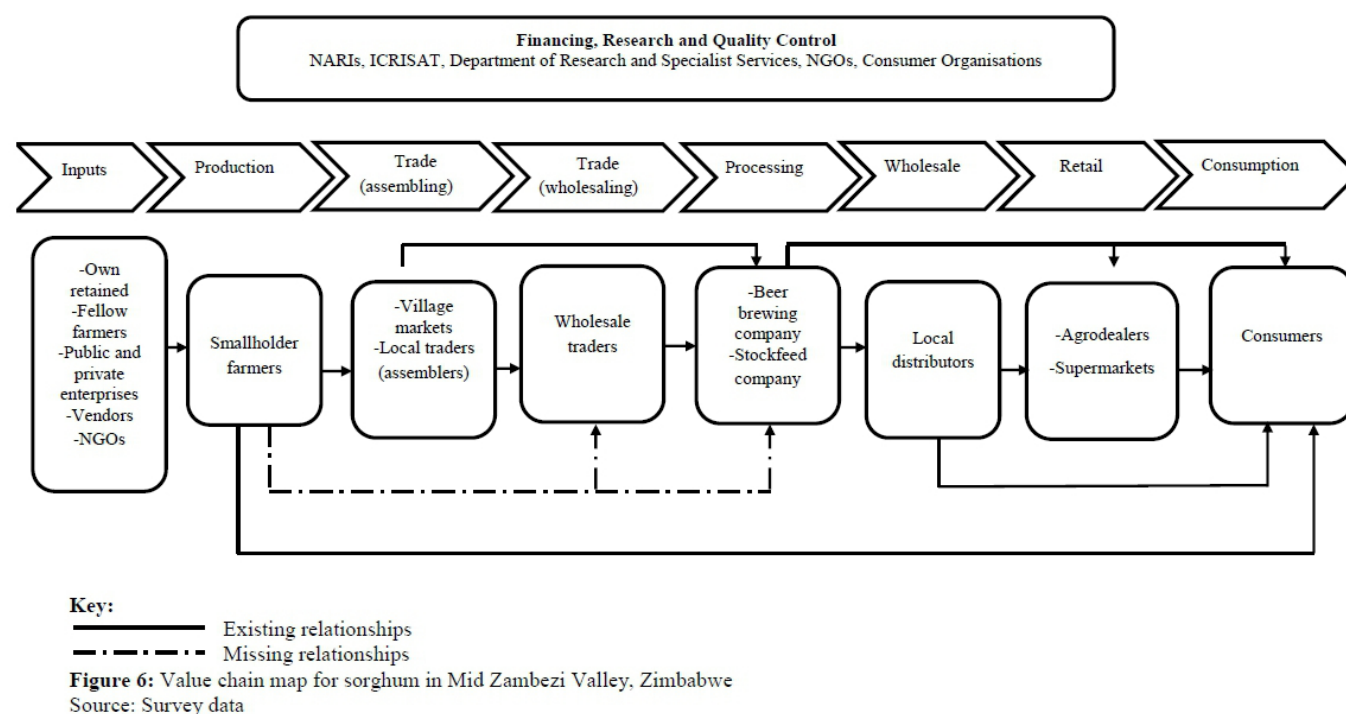 Financing, Research and Quality Control
NARIs, ICRISAT, Department of Research and Specialist Services, NGOs, Consumer Organisations
Inputs
Production
Trade
(assembling)
Trade
(wholesaling)
Processing
Wholesale
Retail
Consumption
-Own
retained
-Fellow
farmers
-Public and
private
enterprises
-Vendors
-NGOs
Smallholder
farmers
-Village
markets
-Local traders
(assemblers)
Wholesale
traders
-Beer
brewing
company
-Stockfeed
company
Local
distributors
-Agrodealers
-Supermarkets
Consumers
Key:
Existing relationships
Missing relationships
Figure 6: Value chain map for sorghum in Mid Zambezi Valley, Zimbabwe
Source: Survey data